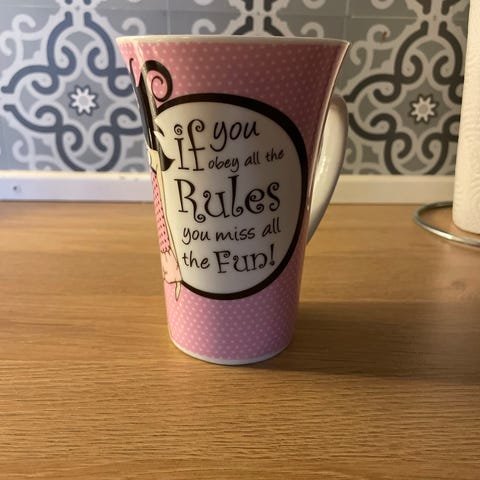 if you
obey all the
Rules
you miss all
the Fun!